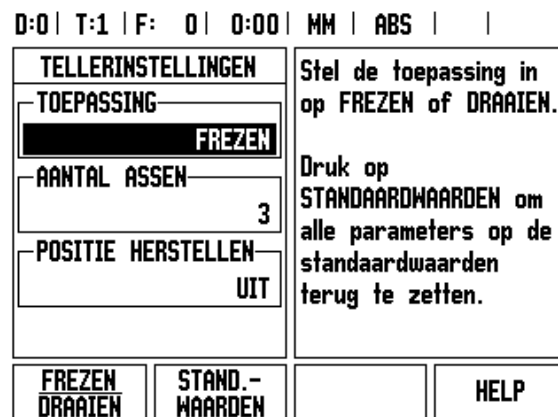 D:0| T:1 |F: 0| 0:00| MM | ABS | |
TELLERINSTELLINGEN
TOEPASSING
FREZEN
AANTAL ASSEN
3
POSITIE HERSTELLEN
UIT
Stel de toepassing in
op FREZEN of DRAAIEN.
Druk op
STANDAARDWAARDEN om
alle parameters op de
standaardwaarden
terug te zetten.
FREZEN
DRAAIEN
STAND.-
WAARDEN
HELP